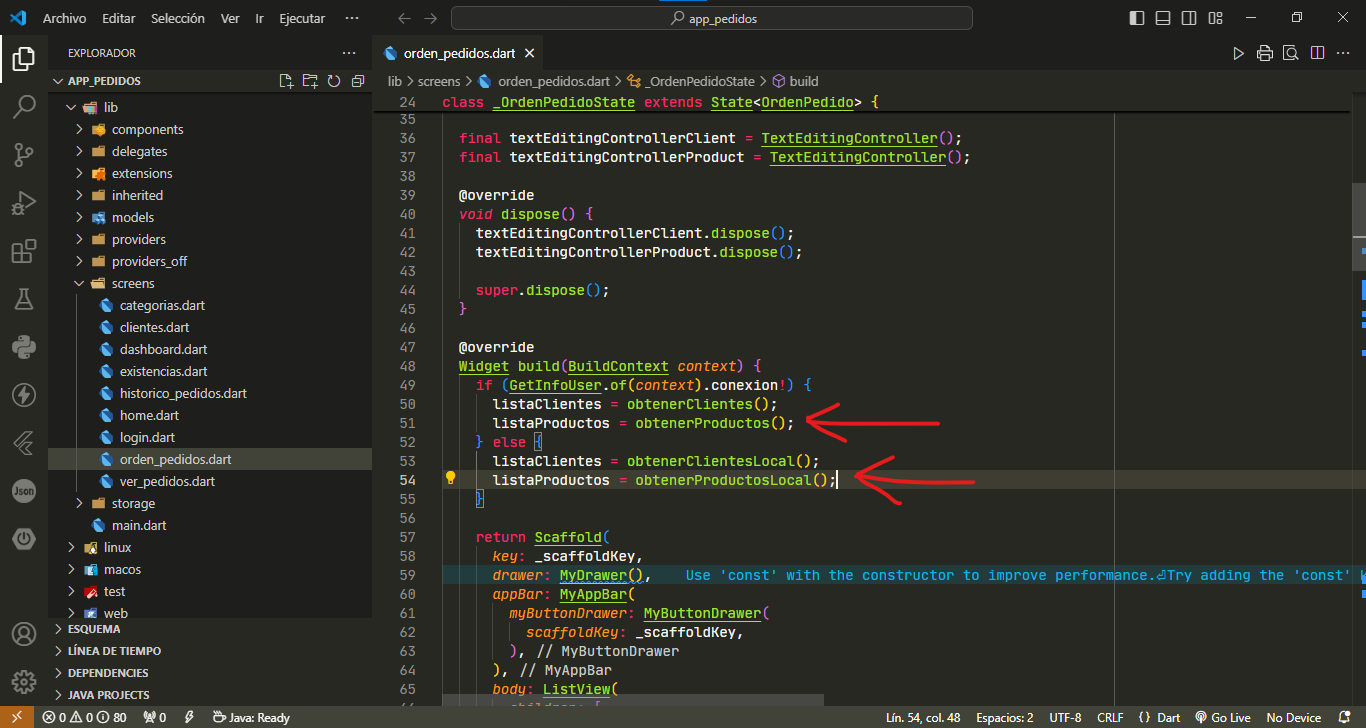 Archivo Editar Selección Ver Ir Ejecutar ···
app_pedidos
EXPLORADOR
APP_PEDIDOS
lib
components
delegates
extensions
inherited
models
providers
providers_off
screens
categorias.dart
clientes.dart
dashboard.dart
existencias.dart
historico_pedidos.dart
home.dart
login.dart
orden_pedidos.dart
ver_pedidos.dart
storage
main.dart
linux
macos
test
web
ESQUEMA
LÍNEA DE TIEMPO
DEPENDENCIES
JAVA PROJECTS
Json
orden_pedidos.dart
lib > screens > orden_pedidos.dart > _OrdenPedidoState > build
24 class _OrdenPedidoState extends State<OrdenPedido> {
35
36 final textEditingControllerClient = TextEditingController();
37 final textEditingControllerProduct = TextEditingController();
38
39 @override
40 void dispose() {
41 textEditingControllerClient.dispose();
42 textEditingControllerProduct.dispose();
43
44 super.dispose();
45 }
46
47 @override
48 Widget build(BuildContext context) {
49 if (GetInfoUser.of(context).conexion!) {
50 listaClientes = obtenerClientes();
51 listaProductos = obtenerProductos();
52 } else {
53 listaClientes = obtenerClientesLocal();
54 listaProductos = obtenerProductosLocal();
55 }
56
57 return Scaffold(
58 key: _scaffoldKey,
59 drawer: MyDrawer(), Use 'const' with the constructor to improve performance.⏎Try adding the 'const'
60 appBar: MyAppBar(
61 myButtonDrawer: MyButtonDrawer(
62 scaffoldKey: _scaffoldKey,
63 ), // MyButtonDrawer
64 ), // MyAppBar
65 body: ListView(
children: [
0 0 80 0 Java: Ready Lín. 54, col. 48 Espacios: 2 UTF-8 CRLF {} Dart Go Live No Device